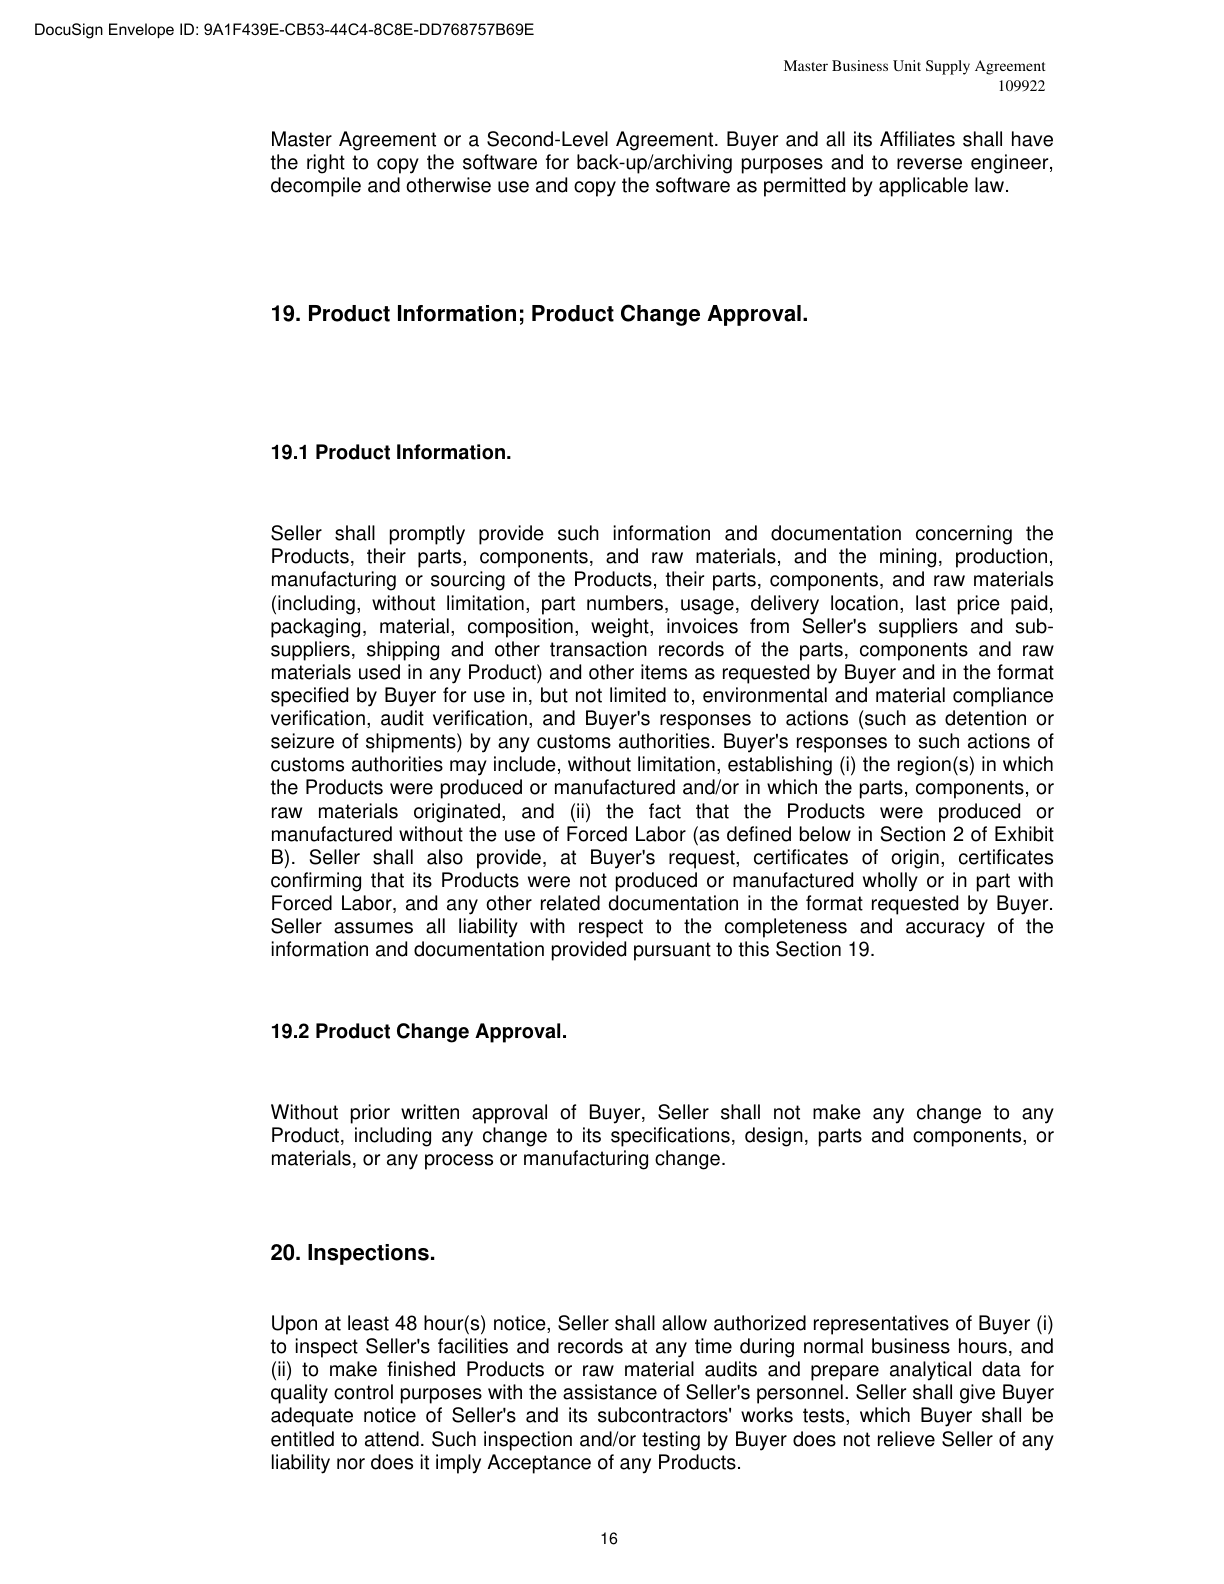 DocuSign Envelope ID: 9A1F439E-CB53-44C4-8C8E-DD768757B69E
Master Business Unit Supply Agreement
109922
Master Agreement or a Second-Level Agreement. Buyer and all its Affiliates shall have
the right to copy the software for back-up/archiving purposes and to reverse engineer,
decompile and otherwise use and copy the software as permitted by applicable law.
19. Product Information; Product Change Approval.
19.1 Product Information.
Seller shall promptly provide such information and documentation concerning the
Products, their parts, components, and raw materials, and the mining, production,
manufacturing or sourcing of the Products, their parts, components, and raw materials
(including, without limitation, part numbers, usage, delivery location, last price paid,
packaging, material, composition, weight, invoices from Seller's suppliers and sub-
suppliers, shipping and other transaction records of the parts, components and raw
materials used in any Product) and other items as requested by Buyer and in the format
specified by Buyer for use in, but not limited to, environmental and material compliance
verification, audit verification, and Buyer's responses to actions (such as detention or
seizure of shipments) by any customs authorities. Buyer's responses to such actions of
customs authorities may include, without limitation, establishing (i) the region(s) in which
the Products were produced or manufactured and/or in which the parts, components, or
raw materials originated, and (ii) the fact that the Products were produced or
manufactured without the use of Forced Labor (as defined below in Section 2 of Exhibit
B). Seller shall also provide, at Buyer's request, certificates of origin, certificates
confirming that its Products were not produced or manufactured wholly or in part with
Forced Labor, and any other related documentation in the format requested by Buyer.
Seller assumes all liability with respect to the completeness and accuracy of the
information and documentation provided pursuant to this Section 19.
19.2 Product Change Approval.
Without prior written approval of Buyer, Seller shall not make any change to any
Product, including any change to its specifications, design, parts and components, or
materials, or any process or manufacturing change.
20. Inspections.
Upon at least 48 hour(s) notice, Seller shall allow authorized representatives of Buyer (i)
to inspect Seller's facilities and records at any time during normal business hours, and
(ii) to make finished Products or raw material audits and prepare analytical data for
quality control purposes with the assistance of Seller's personnel. Seller shall give Buyer
adequate notice of Seller's and its subcontractors' works tests, which Buyer shall be
entitled to attend. Such inspection and/or testing by Buyer does not relieve Seller of any
liability nor does it imply Acceptance of any Products.
16